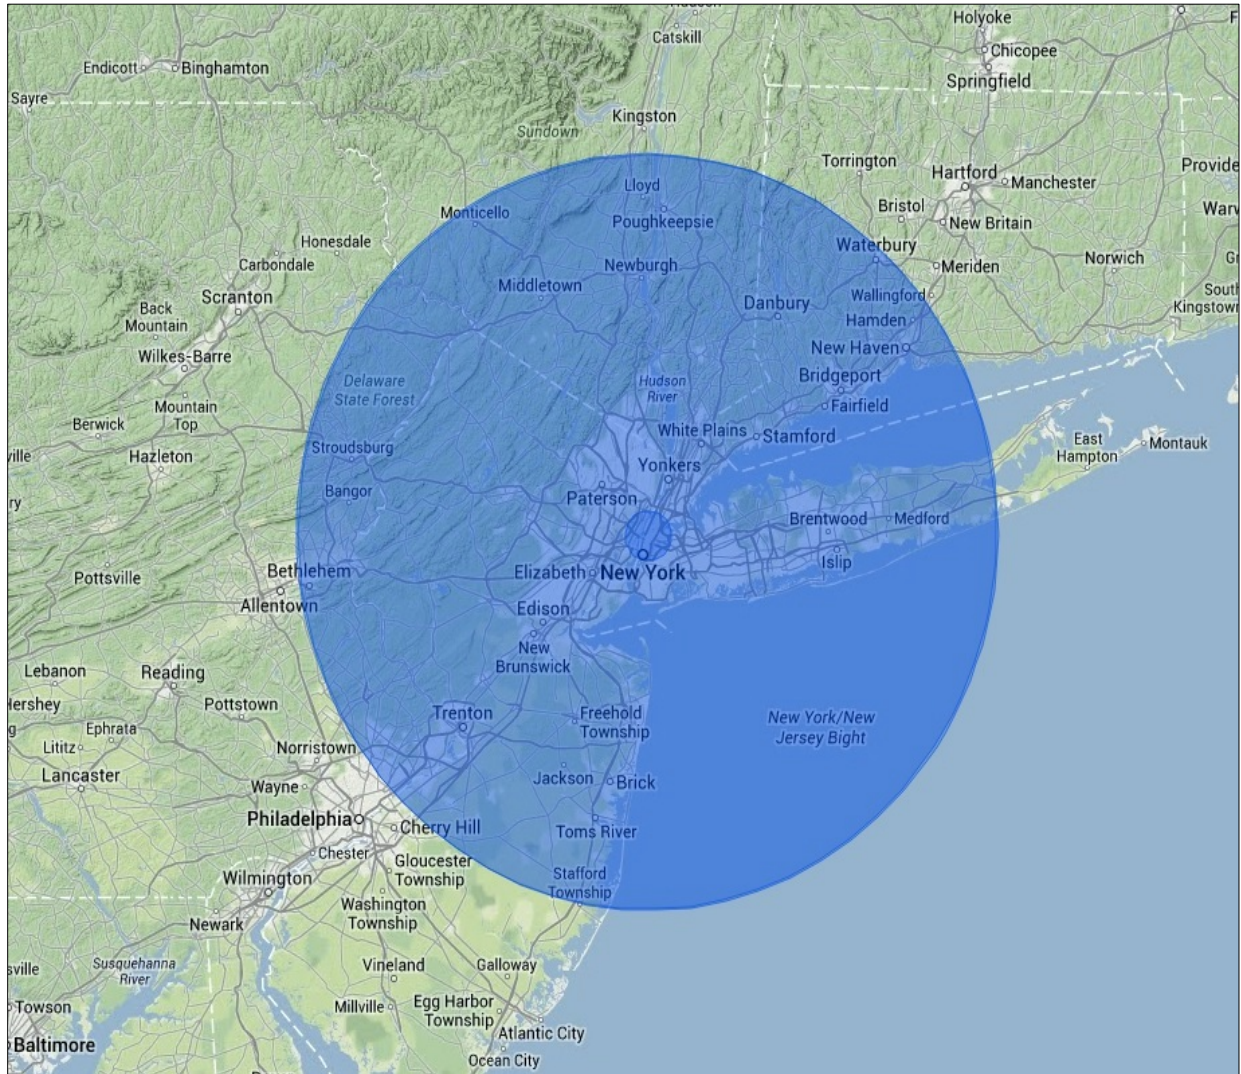 Holyoke
Catskill
Chicopee
Endicott
Binghamton
Springfield
Sayre
Kingston
Sundown
Torrington
Provide
Hartford
Manchester
Lloyd
Bristol
Monticello
Poughkeepsie
New Britain
Warw
Honesdale
Waterbury
Carbondale
Newburgh
Meriden
Norwich
Middletown
Scranton
Wallingford
South
Kingstown
Back
Mountain
Danbury
Hamden
New Haven
Wilkes-Barre
Bridgeport
Delaware
State Forest
Hudson
River
Fairfield
Mountain
Top
Berwick
White Plains
Stamford
East
Hampton
Montauk
Stroudsburg
ville
Hazleton
Yonkers
Bangor
Paterson
ry
Brentwood
Medford
Islip
Pottsville
Bethlehem
Elizabeth
New York
Allentown
Edison
New
Brunswick
Lebanon
Reading
Hershey
Pottstown
Trenton
Freehold
Township
New York/New
Jersey Bight
g
Ephrata
Lititz
Norristown
Lancaster
Wayne
Jackson
Brick
Philadelphia
Cherry Hill
Toms River
Chester
Gloucester
Township
Stafford
Township
Wilmington
Washington
Township
Newark
sville
Susquehanna
River
Vineland
Galloway
Towson
Millville
Egg Harbor
Township
Atlantic City
Baltimore
Ocean City